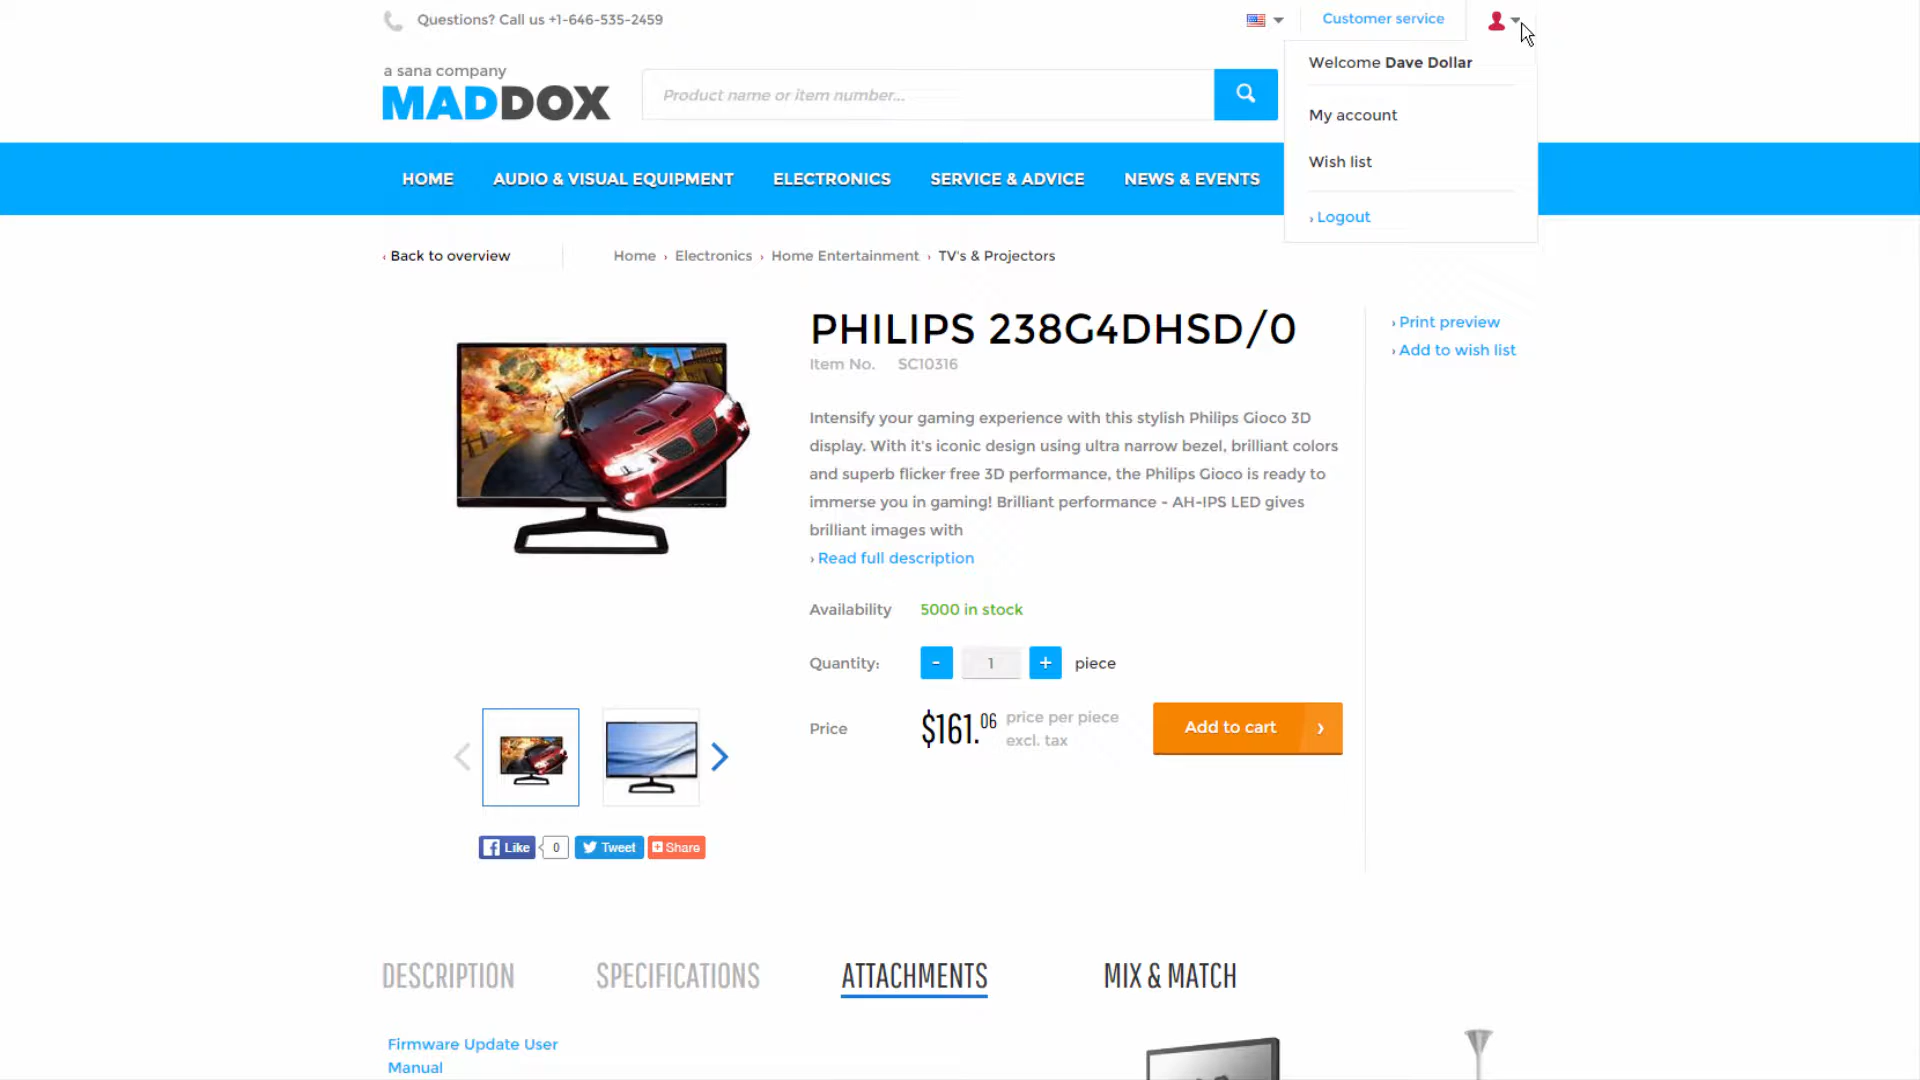 Questions? Call us +1-646-535-2459
Customer service
Welcome Dave Dollar
My account
Wish list
› Logout
a sana company
MADDOX
Product name or item number...
HOME
AUDIO & VISUAL EQUIPMENT
ELECTRONICS
SERVICE & ADVICE
NEWS & EVENTS
‹ Back to overview
Home › Electronics › Home Entertainment › TV's & Projectors
PHILIPS 238G4DHSD/0
Item No. SC10316
Intensify your gaming experience with this stylish Philips Gioco 3D
display. With it's iconic design using ultra narrow bezel, brilliant colors
and superb flicker free 3D performance, the Philips Gioco is ready to
immerse you in gaming! Brilliant performance - AH-IPS LED gives
brilliant images with
› Read full description
› Print preview
› Add to wish list
Availability 5000 in stock
Quantity: - 1 + piece
Price $161.06 price per piece
excl. tax
Add to cart ›
Like 0 Tweet Share
DESCRIPTION
SPECIFICATIONS
ATTACHMENTS
MIX & MATCH
Firmware Update User
Manual